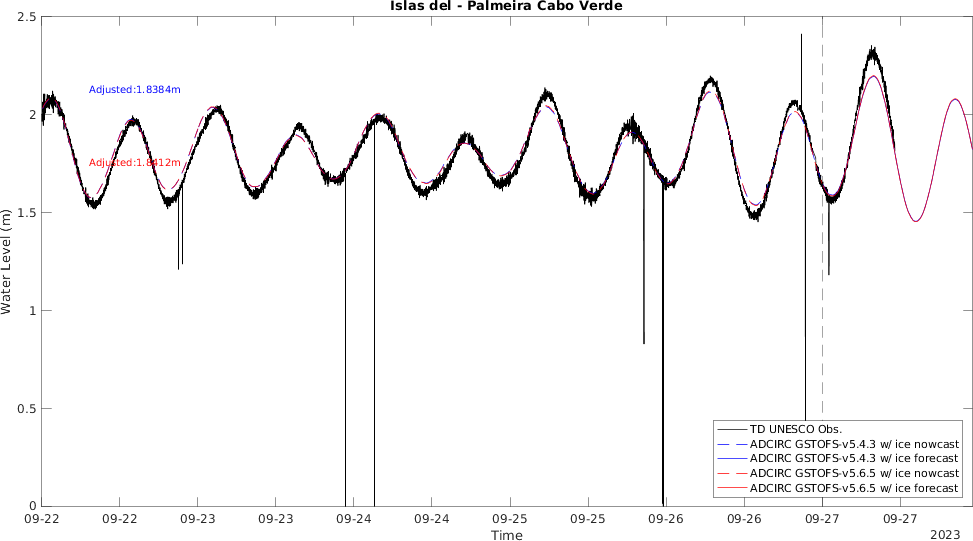 Islas del - Palmeira Cabo Verde
2.5
2
1.5
1
0.5
0
Water Level (m)
Adjusted:1.8384m
Adjusted:1.8412m
TD UNESCO Obs.
ADCIRC GSTOFS-v5.4.3 w/ ice nowcast
ADCIRC GSTOFS-v5.4.3 w/ ice forecast
ADCIRC GSTOFS-v5.6.5 w/ ice nowcast
ADCIRC GSTOFS-v5.6.5 w/ ice forecast
09-22 09-22 09-23 09-23 09-24 09-24 09-25 09-25 09-26 09-26 09-27 09-27
Time
2023